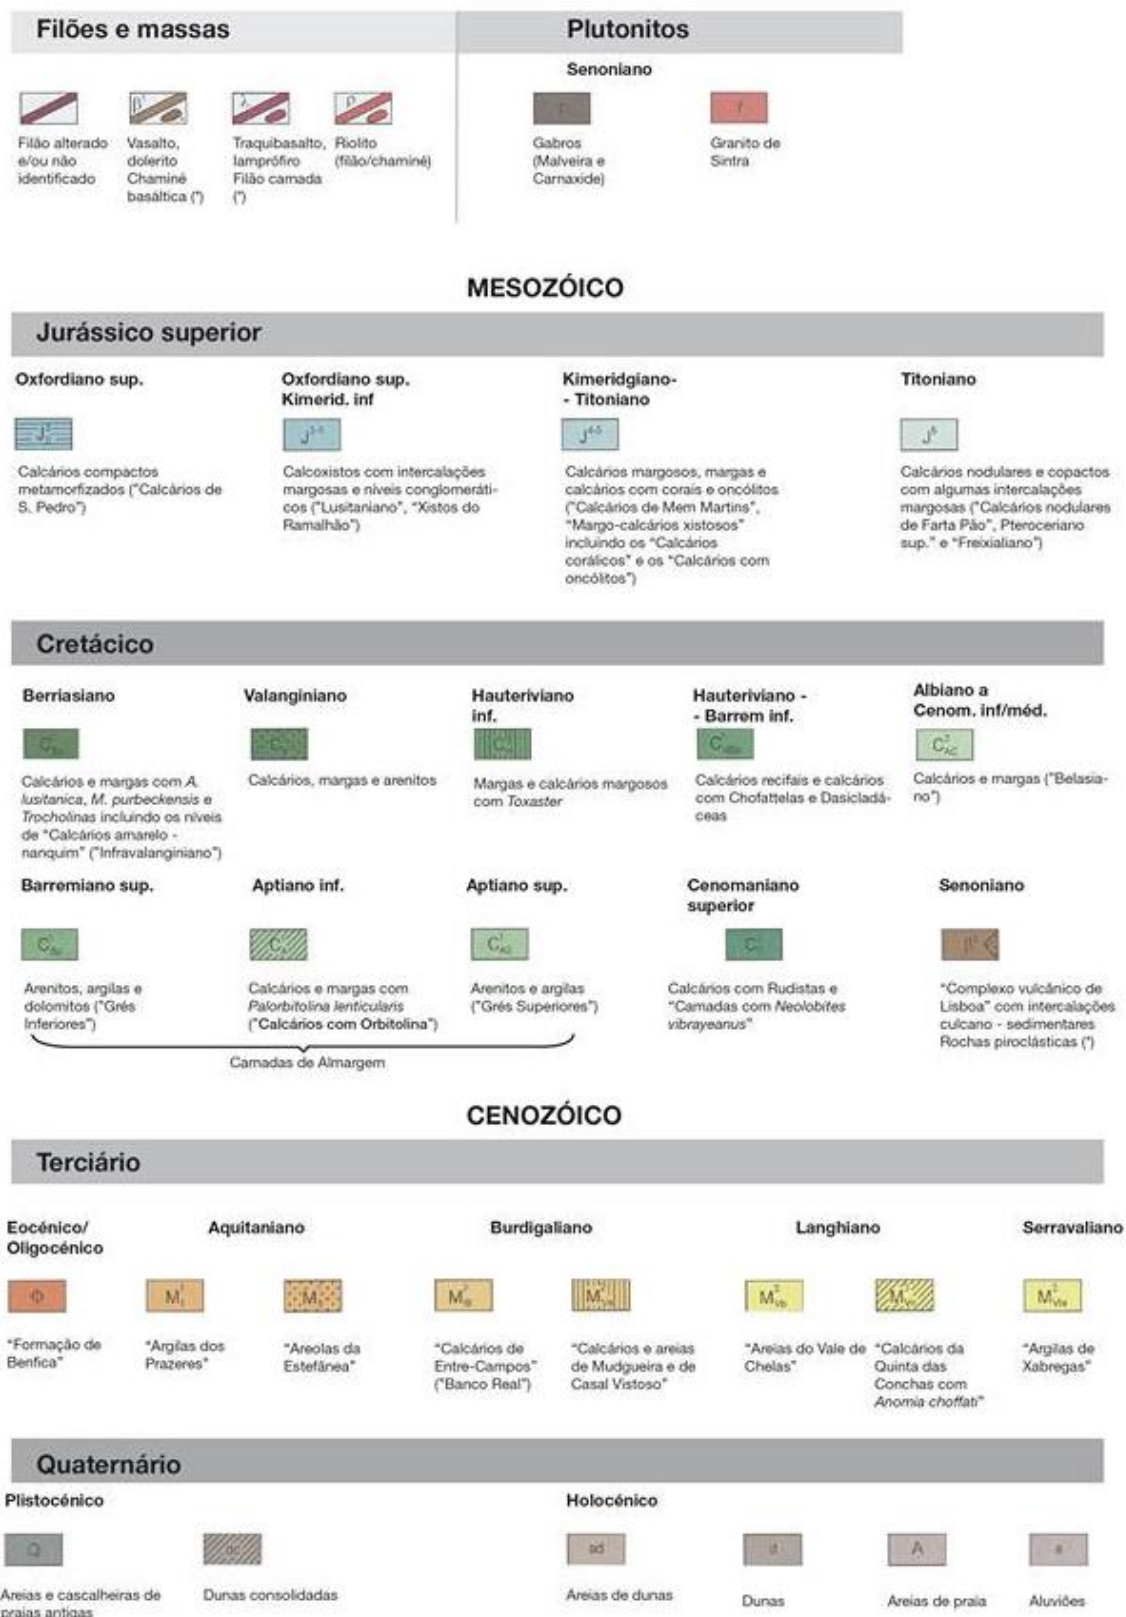 Filões e massas
Plutonitos
Senoniano
Filão alterado
e/ou não
identificado
Vasalto,
dolerito
Chaminé
basáltica (*)
Traquibasalto,
lamprófiro
Filão camada
(*)
Riolito
(filão/chaminé)
Gabros
(Malveira e
Carnaxide)
Granito de
Sintra
MESOZÓICO
Jurássico superior
Oxfordiano sup.
Calcários compactos
metamorfizados ("Calcários de
S. Pedro")
Oxfordiano sup.
Kimerid. inf
Calcoxistos com intercalações
margosas e níveis conglomeráti-
cos ("Lusitaniano", "Xistos do
Ramalhão")
Kimeridgiano-
- Titoniano
J4-5
Calcários margosos, margas e
calcários com corais e oncólitos
("Calcários de Mem Martins",
"Margo-calcários xistosos"
incluindo os "Calcários
corálicos" e os "Calcários com
oncólitos")
Titoniano
Calcários nodulares e copactos
com algumas intercalações
margosas ("Calcários nodulares
de Farta Pão", Pteroceriano
sup." e "Freixialiano")
Cretácico
Berriasiano
Calcários e margas com A.
lusitanica, M. purbeckensis e
Trocholinas incluindo os níveis
de "Calcários amarelo -
nanquim" ("Infravalanginiano")
Valanginiano
Calcários, margas e arenitos
Hauteriviano
inf.
Margas e calcários margosos
com Toxaster
Hauteriviano -
- Barrem inf.
Calcários recifais e calcários
com Chofattelas e Dasicladá-
ceas
Albiano a
Cenom. inf/méd.
C2AC
Calcários e margas ("Belasia-
no")
Barremiano sup.
Arenitos, argilas e
dolomitos ("Grés
Inferiores")
Aptiano inf.
Calcários e margas com
Palorbitolina lenticularis
("Calcários com Orbitolina")
Aptiano sup.
Arenitos e argilas
("Grés Superiores")
Cenomaniano
superior
Calcários com Rudistas e
"Camadas com Neolobites
vibrayeanus"
Senoniano
"Complexo vulcânico de
Lisboa" com intercalações
culcano - sedimentares
Rochas piroclásticas (*)
Camadas de Almargem
CENOZÓICO
Terciário
Eocénico/
Oligocénico
Φ
"Formação de
Benfica"
Aquitaniano
"Argilas dos
Prazeres"
"Areolas da
Estefânea"
Burdigaliano
"Calcários de
Entre-Campos"
("Banco Real")
"Calcários e areias
de Mudgueira e de
Casal Vistoso"
Langhiano
"Areias do Vale de
Chelas"
"Calcários da
Quinta das
Conchas com
Anomia choffati"
Serravaliano
"Argilas de
Xabregas"
Quaternário
Plistocénico
Q
Areias e cascalheiras de
praias antigas
dc
Dunas consolidadas
Holocénico
ad
Areias de dunas
d
Dunas
A
Areias de praia
a
Aluviões